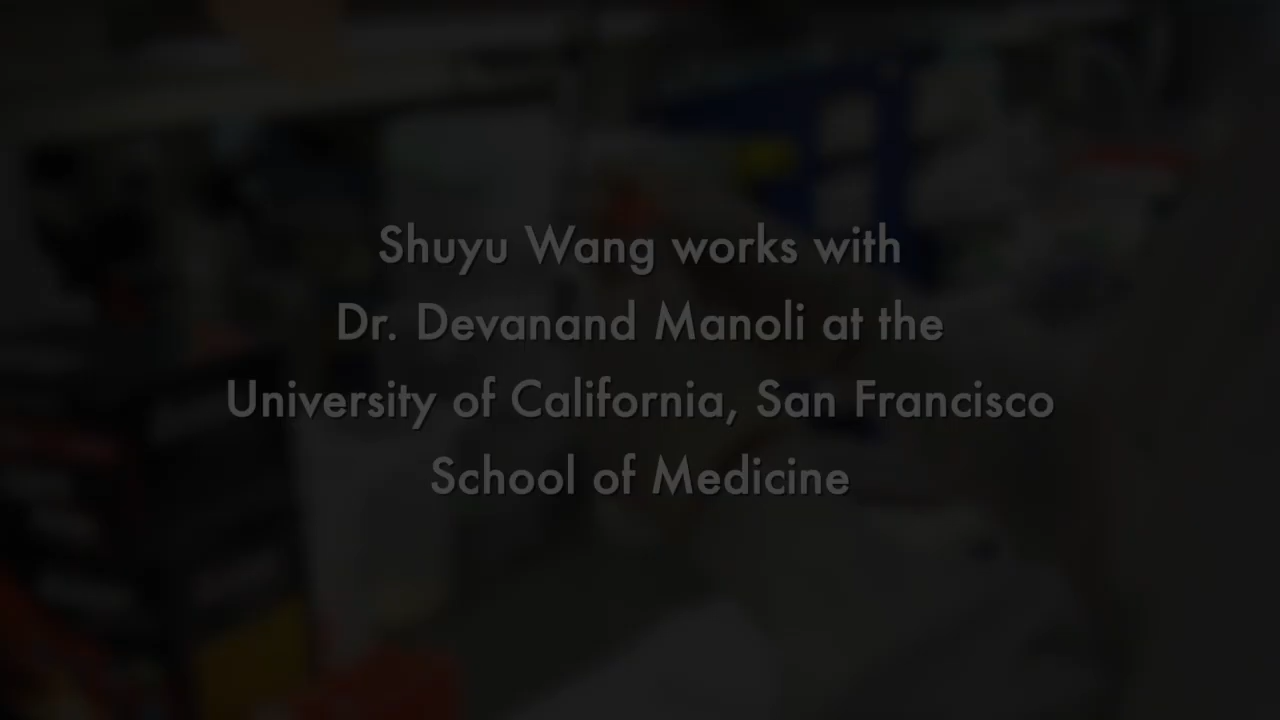 Shuyu Wang works with
Dr. Devanand Manoli at the
University of California, San Francisco
School of Medicine